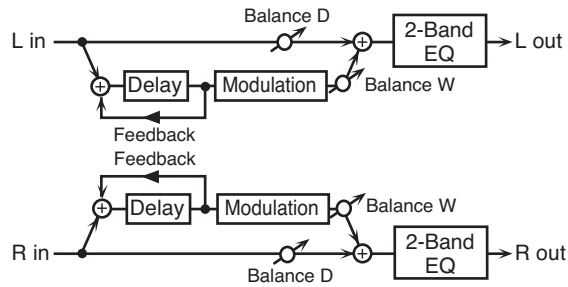 Balance D
L in
2-Band
EQ
L out
Delay
Modulation
Balance W
Feedback
Feedback
Delay
Modulation
Balance W
R in
2-Band
EQ
R out
Balance D